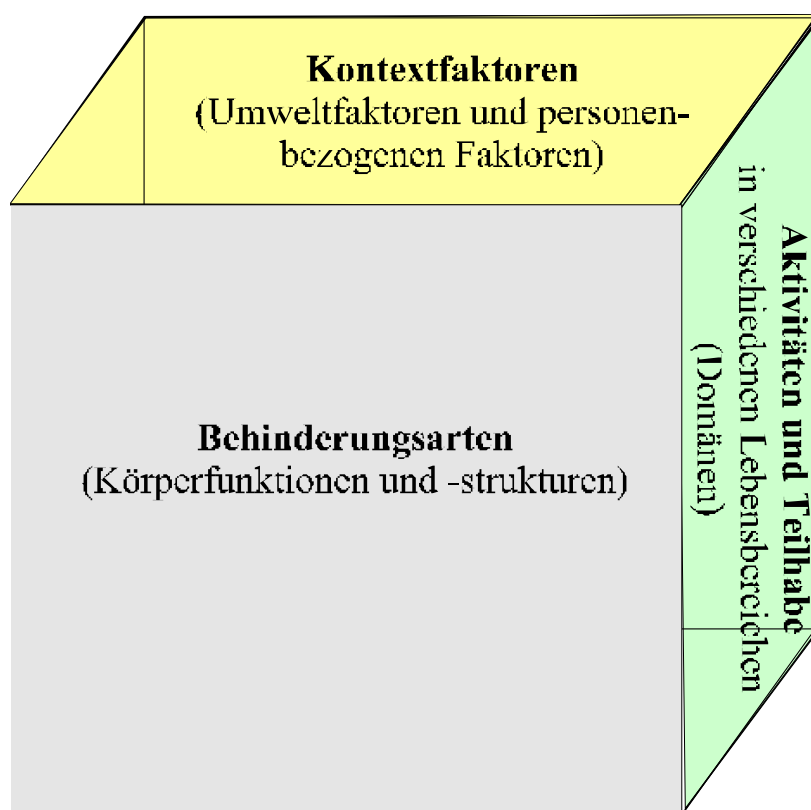 Kontextfaktoren
(Umweltfaktoren und personen-
bezogenen Faktoren)
Behinderungsarten
(Körperfunktionen und -strukturen)
Aktivitäten und Teilhabe
in verschiedenen Lebensbereichen
(Domänen)